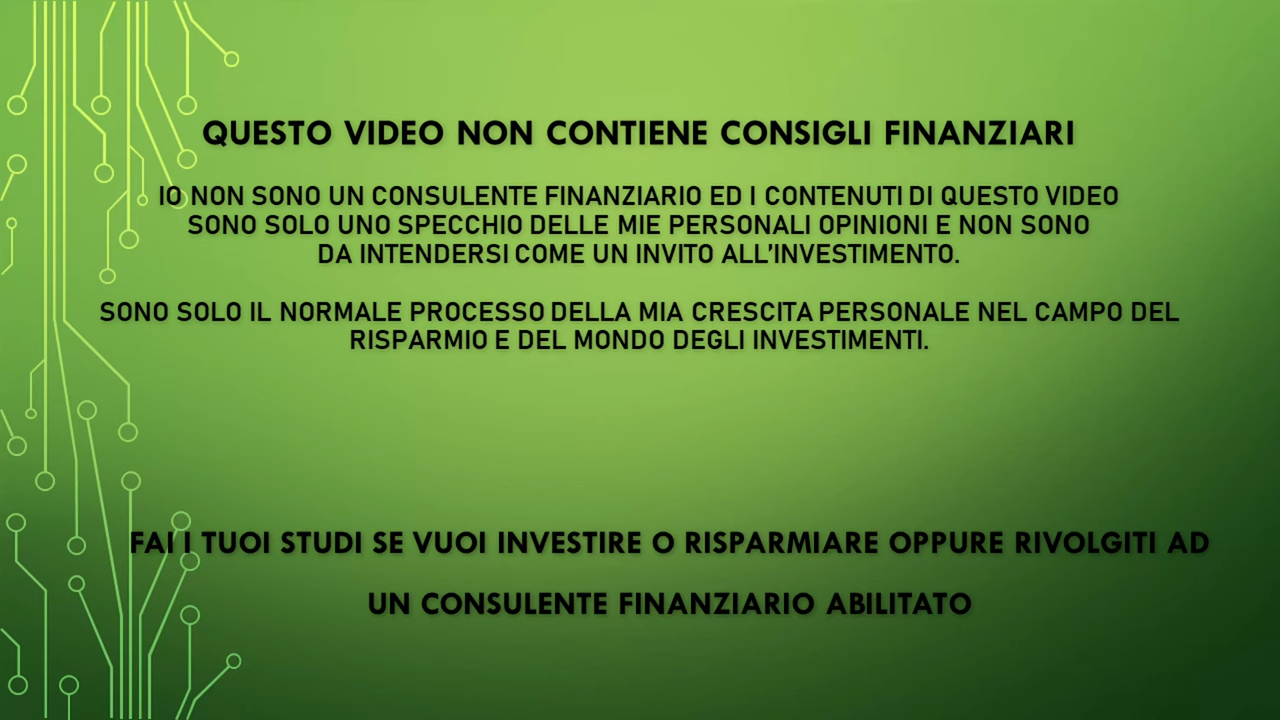 QUESTO VIDEO NON CONTIENE CONSIGLI FINANZIARI
IO NON SONO UN CONSULENTE FINANZIARIO ED I CONTENUTI DI QUESTO VIDEO
SONO SOLO UNO SPECCHIO DELLE MIE PERSONALI OPINIONI E NON SONO
DA INTENDERSI COME UN INVITO ALL'INVESTIMENTO.
SONO SOLO IL NORMALE PROCESSO DELLA MIA CRESCITA PERSONALE NEL CAMPO DEL
RISPARMIO E DEL MONDO DEGLI INVESTIMENTI.
FAI I TUOI STUDI SE VUOI INVESTIRE O RISPARMIARE OPPURE RIVOLGITI AD
UN CONSULENTE FINANZIARIO ABILITATO